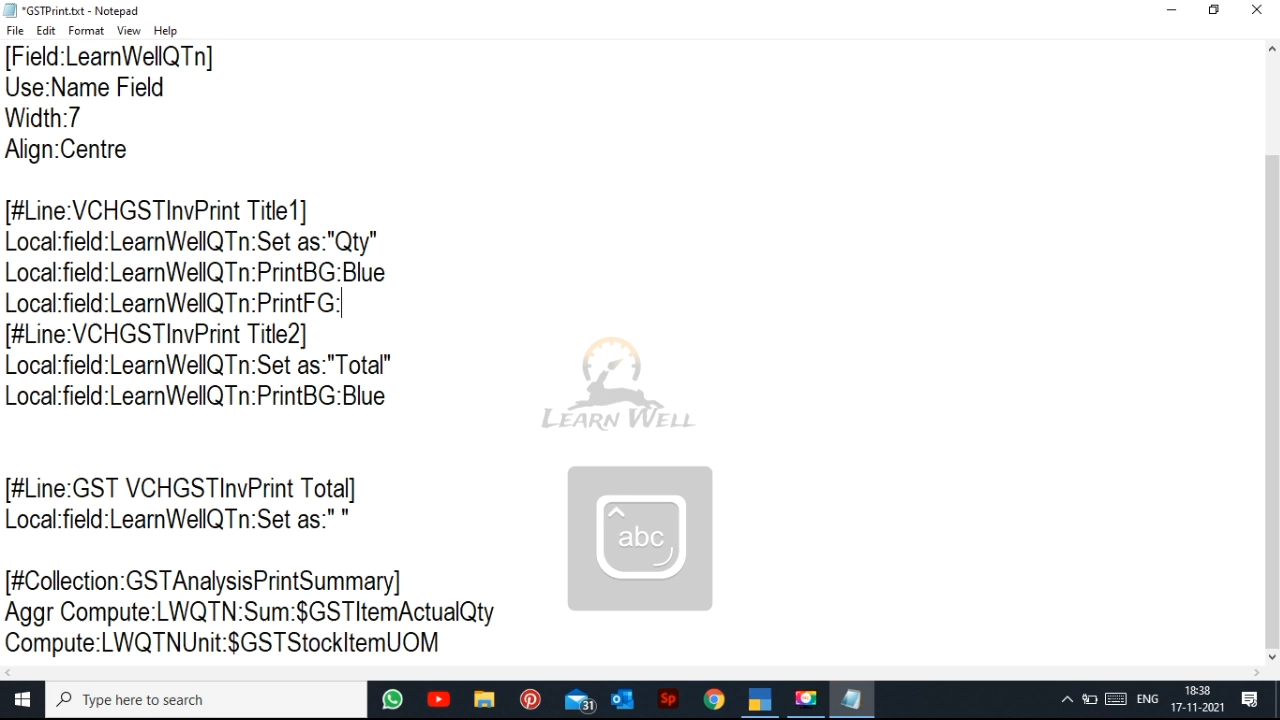 *GSTPrint.txt - Notepad
File Edit Format View Help
[Field:LearnWellQTn]
Use:Name Field
Width:7
Align:Centre
[#Line:VCHGSTInvPrint Title1]
Local:field:LearnWellQTn:Set as:"Qty"
Local:field:LearnWellQTn:PrintBG:Blue
Local:field:LearnWellQTn:PrintFG:
[#Line:VCHGSTInvPrint Title2]
Local:field:LearnWellQTn:Set as:"Total"
Local:field:LearnWellQTn:PrintBG:Blue
LEARN WELL
[#Line:GST VCHGSTInvPrint Total]
Local:field:LearnWellQTn:Set as:" "
abc
[#Collection:GSTAnalysisPrintSummary]
Aggr Compute:LWQTN:Sum:$GSTItemActualQty
Compute:LWQTNUnit:$GSTStockItemUOM
Type here to search
31
Sp
ENG
18:38
17-11-2021